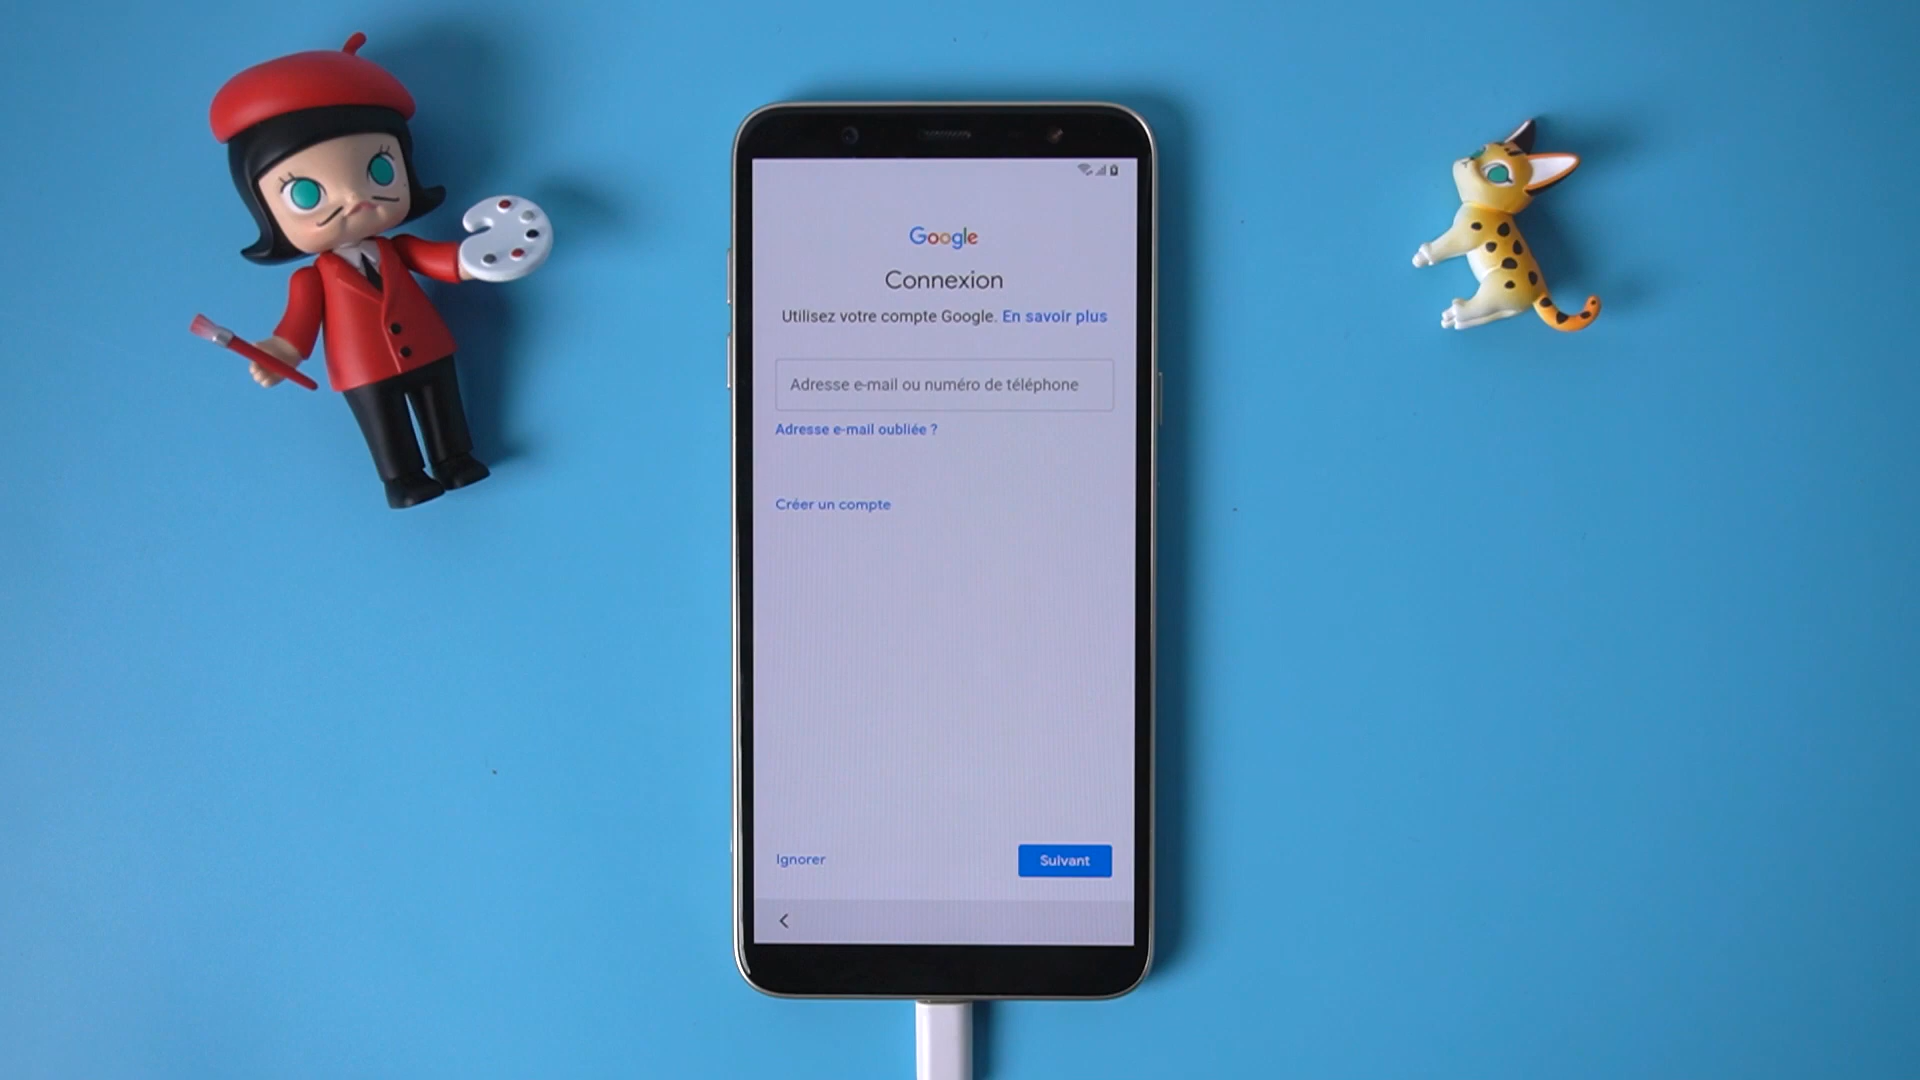 Google
Connexion
Utilisez votre compte Google. En savoir plus
Adresse e-mail ou numéro de téléphone
Adresse e-mail oubliée ?
Créer un compte
Ignorer
Suivant